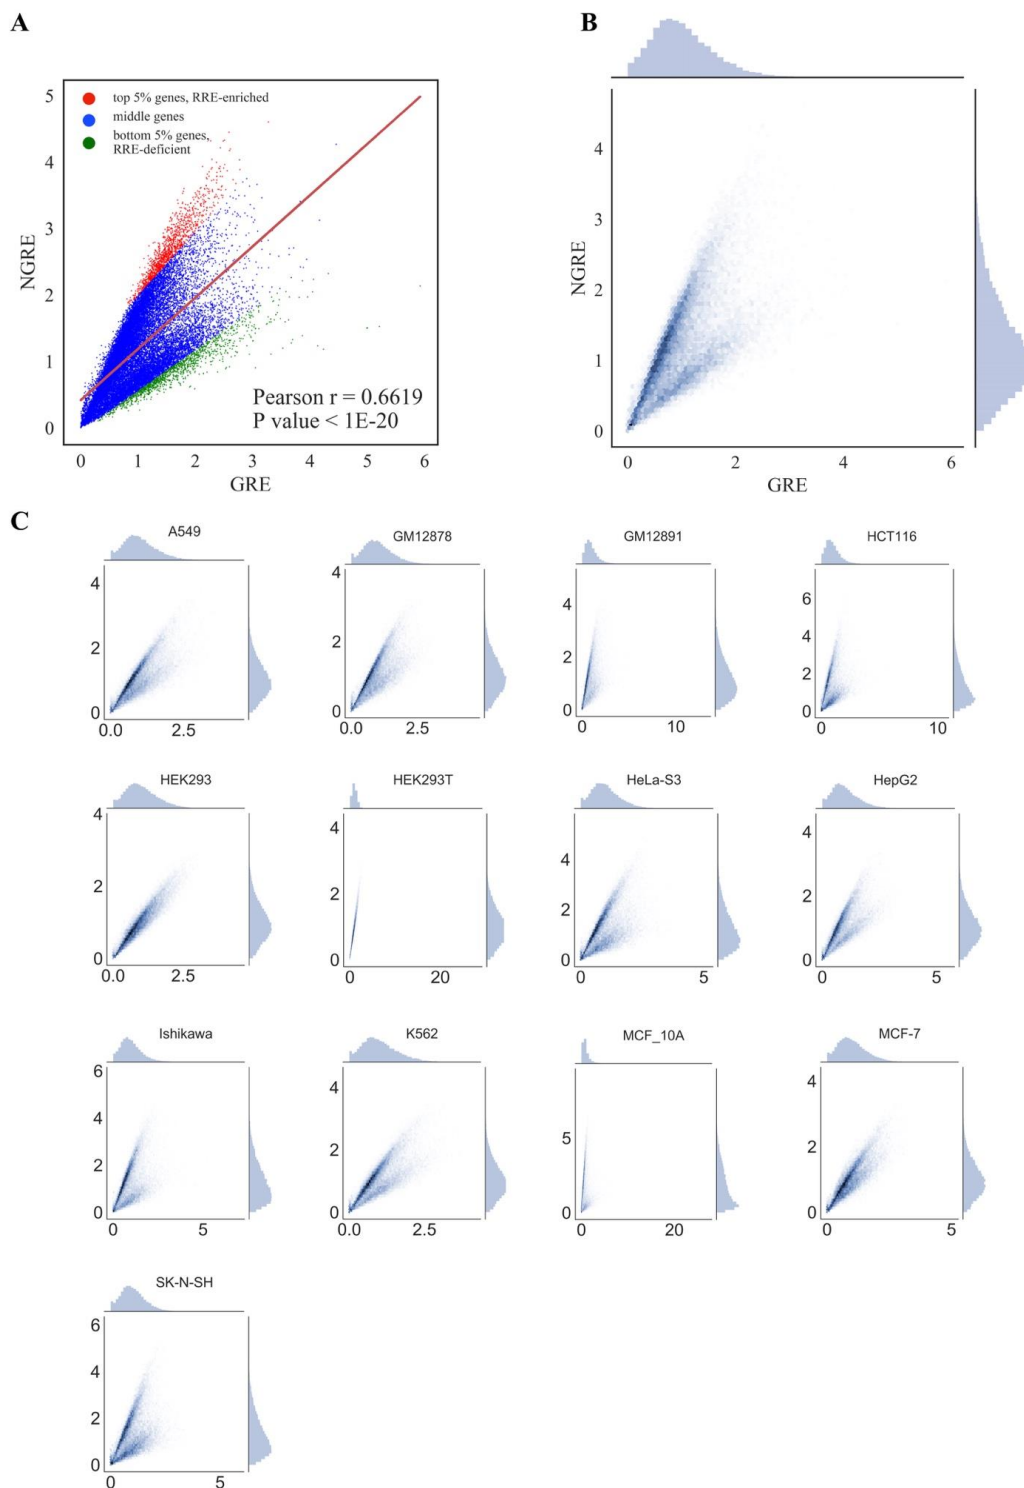 A
B
top 5% genes, RRE-enriched
middle genes
bottom 5% genes,
RRE-deficient
5
4
3
2
1
0
NGRE
Pearson r = 0.6619
P value < 1E-20
0 1 2 3 4 5 6
GRE
4
3
2
1
0
NGRE
0 2 4 6
GRE
C
A549
4
2
0
0.0 2.5
GM12878
4
2
0
0.0 2.5
GM12891
4
2
0
0 10
HCT116
6
4
2
0
0 10
HEK293
4
2
0
0.0 2.5
HEK293T
4
2
0
0 20
HeLa-S3
4
2
0
0 5
HepG2
4
2
0
0 5
Ishikawa
6
4
2
0
0 5
K562
4
2
0
0.0 2.5
MCF_10A
5
0
0 20
MCF-7
4
2
0
0 5
SK-N-SH
6
4
2
0
0 5